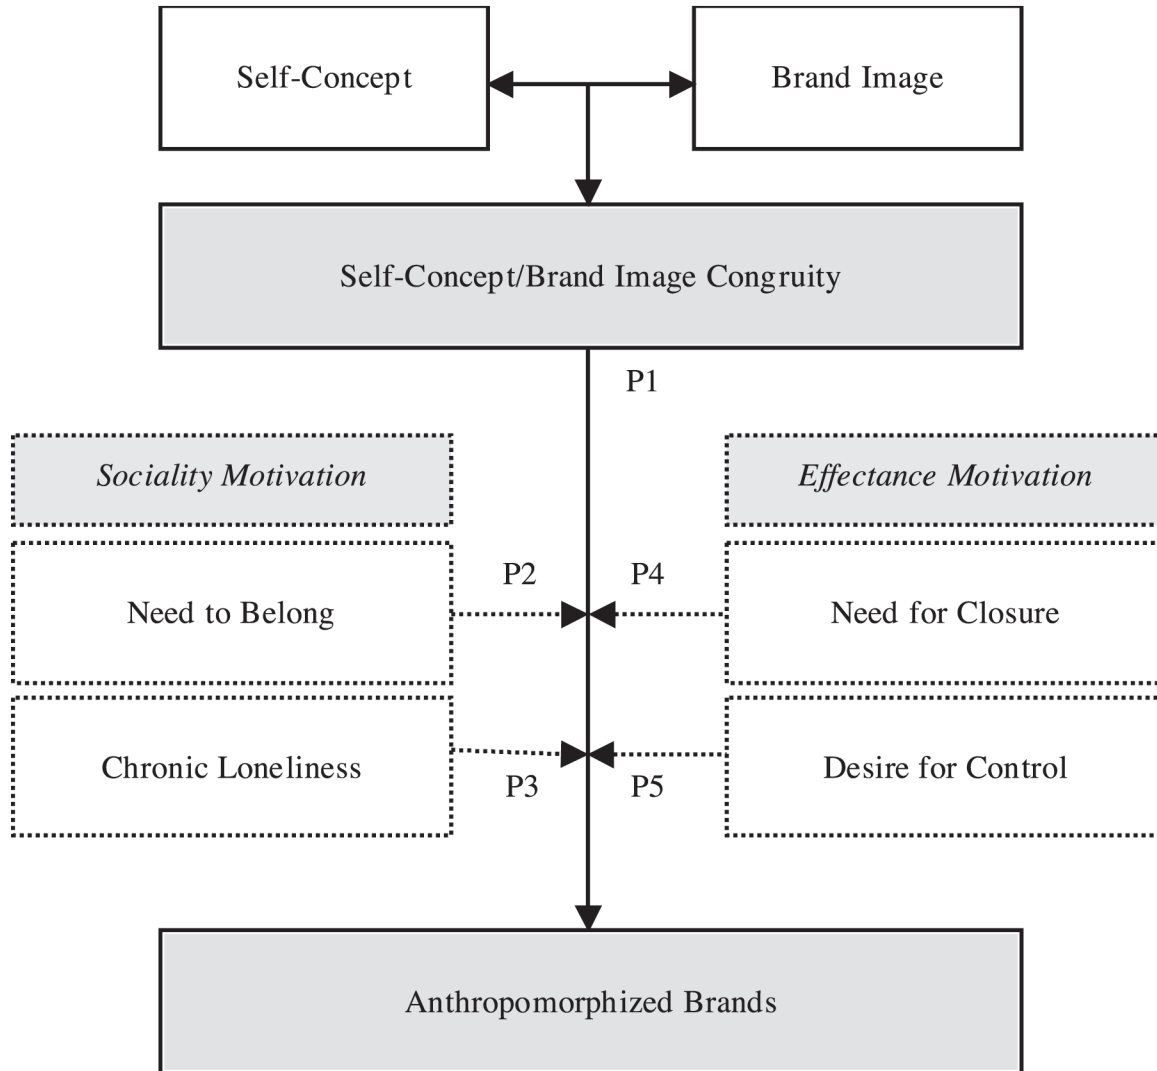 Self-Concept
Brand Image
Self-Concept/Brand Image Congruity
P1
Sociality Motivation
Effectance Motivation
P2
P4
Need to Belong
Need for Closure
Chronic Loneliness
Desire for Control
P3
P5
Anthropomorphized Brands